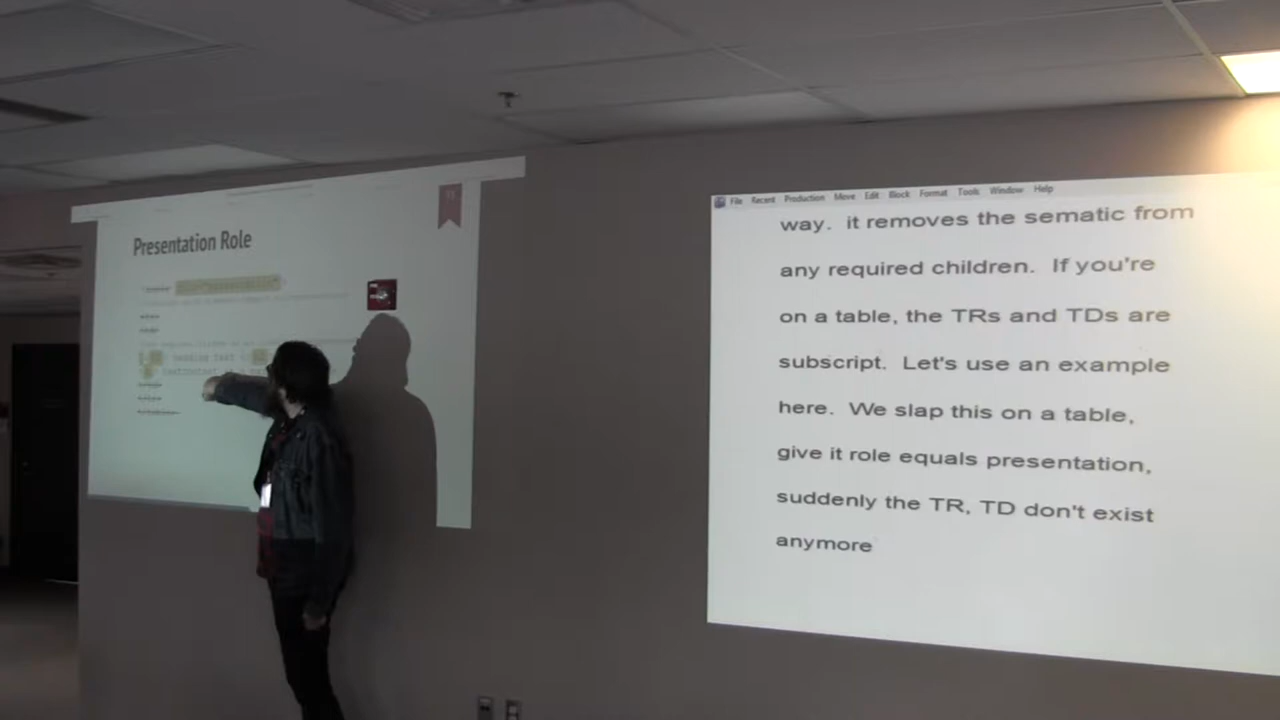 Presentation Role
heading text
File Recent Production Move Edit Block Format Tools Window Help
way. it removes the sematic from
any required children. If you're
on a table, the TRs and TDs are
subscript. Let's use an example
here. We slap this on a table,
give it role equals presentation,
suddenly the TR, TD don't exist
anymore